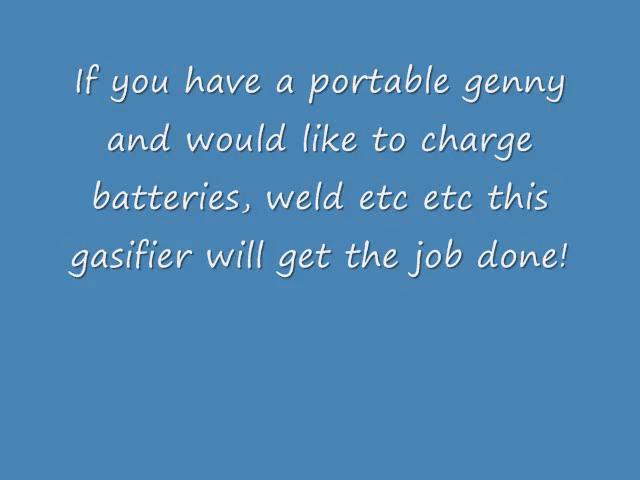 If you have a portable genny
and would like to charge
batteries, weld etc etc this
gasifier will get the job done!